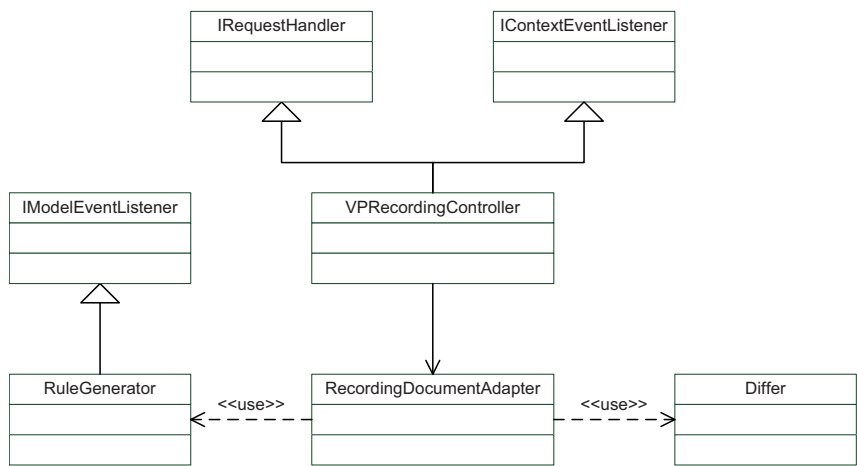 IRequestHandler
IContextEventListener
IModelEventListener
VPRecordingController
RuleGenerator
<<use>>
RecordingDocumentAdapter
<<use>>
Differ